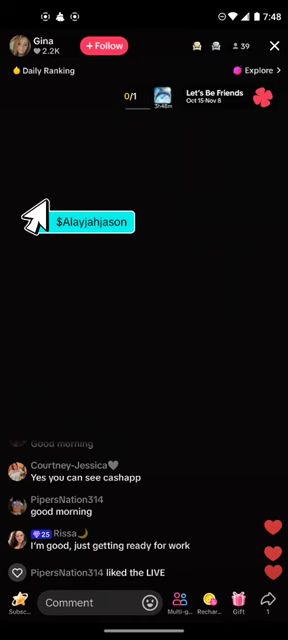 7:48
Gina
2.2K
+ Follow
39
Daily Ranking
Explore >
0/1
3h48m
Let's Be Friends
Oct 15-Nov 8
$Alayjahjason
Good morning
Courtney-Jessica🩶
Yes you can see cashapp
PipersNation314
good morning
25 Rissa🌙
I'm good, just getting ready for work
PipersNation314 liked the LIVE
Subsc...
Comment
Multi-g...
Rechar...
Gift
1